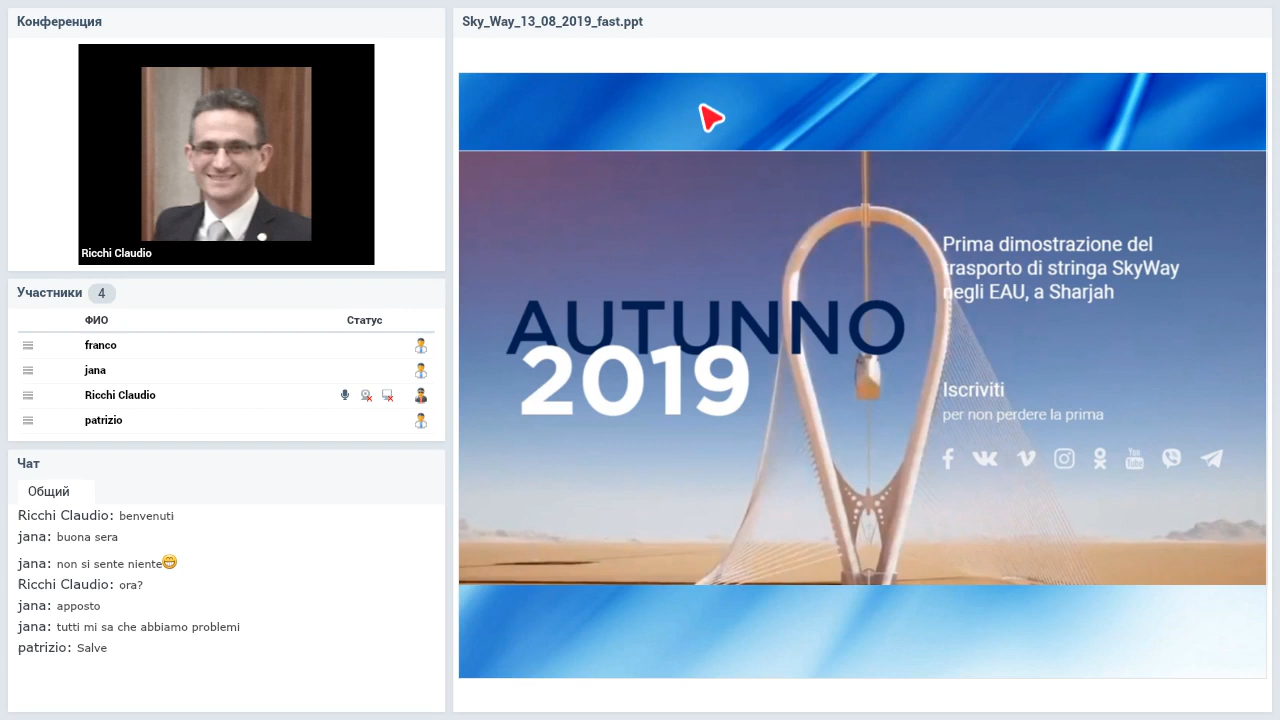 Конференция
Ricchi Claudio
Участники 4
ФИО Статус
franco
jana
Ricchi Claudio
patrizio
Чат
Общий
Ricchi Claudio: benvenuti
jana: buona sera
jana: non si sente niente
Ricchi Claudio: ora?
jana: apposto
jana: tutti mi sa che abbiamo problemi
patrizio: Salve
Sky_Way_13_08_2019_fast.ppt
AUTUNNO
2019
Prima dimostrazione del
trasporto di stringa SkyWay
negli EAU, a Sharjah
Iscriviti
per non perdere la prima
You
Tube